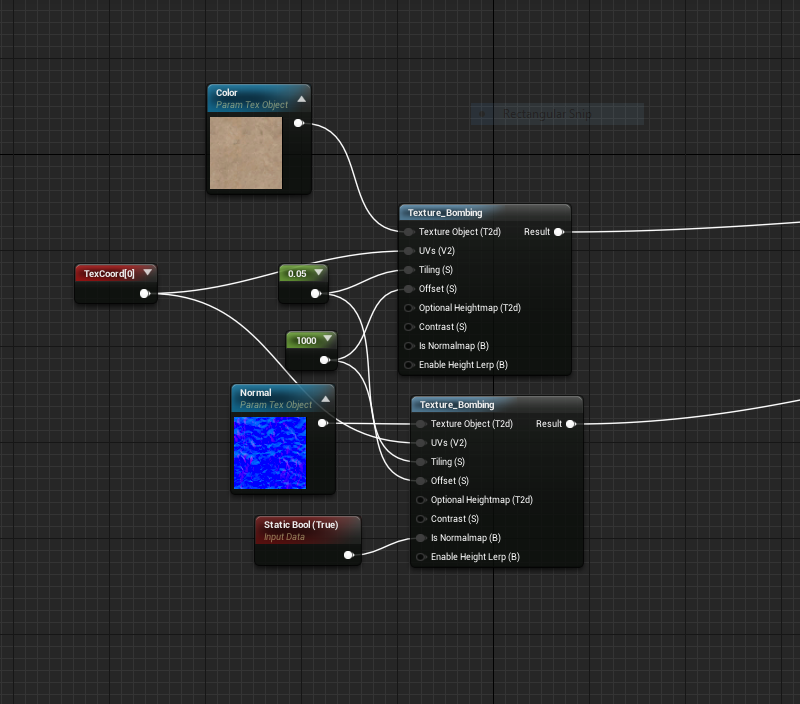 Color
Param Tex Object
Rectangular Snip
Texture_Bombing
Texture Object (T2d)
Result
UVs (V2)
Tiling (S)
Offset (S)
Optional Heightmap (T2d)
Contrast (S)
Is Normalmap (B)
Enable Height Lerp (B)
TexCoord[0]
0.05
1000
Normal
Param Tex Object
Texture_Bombing
Texture Object (T2d)
Result
UVs (V2)
Tiling (S)
Offset (S)
Optional Heightmap (T2d)
Contrast (S)
Is Normalmap (B)
Enable Height Lerp (B)
Static Bool (True)
Input Data